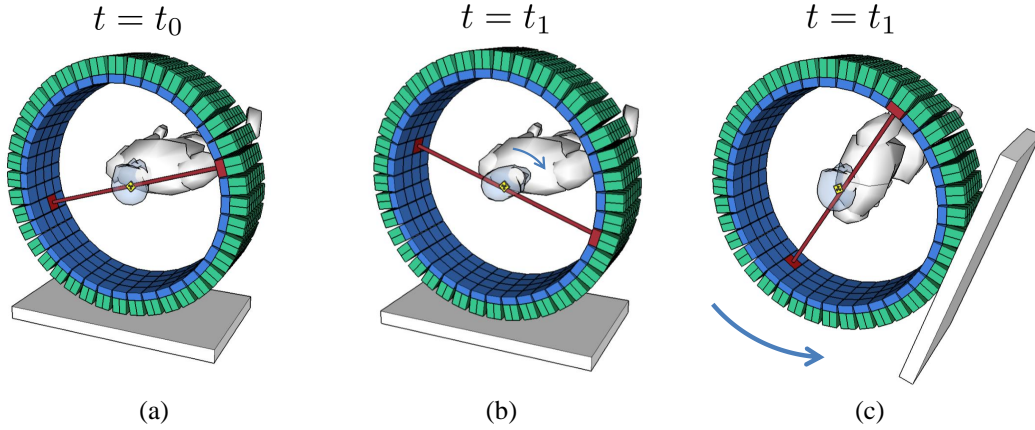 t = t₀
t = t₁
t = t₁
(a)
(b)
(c)